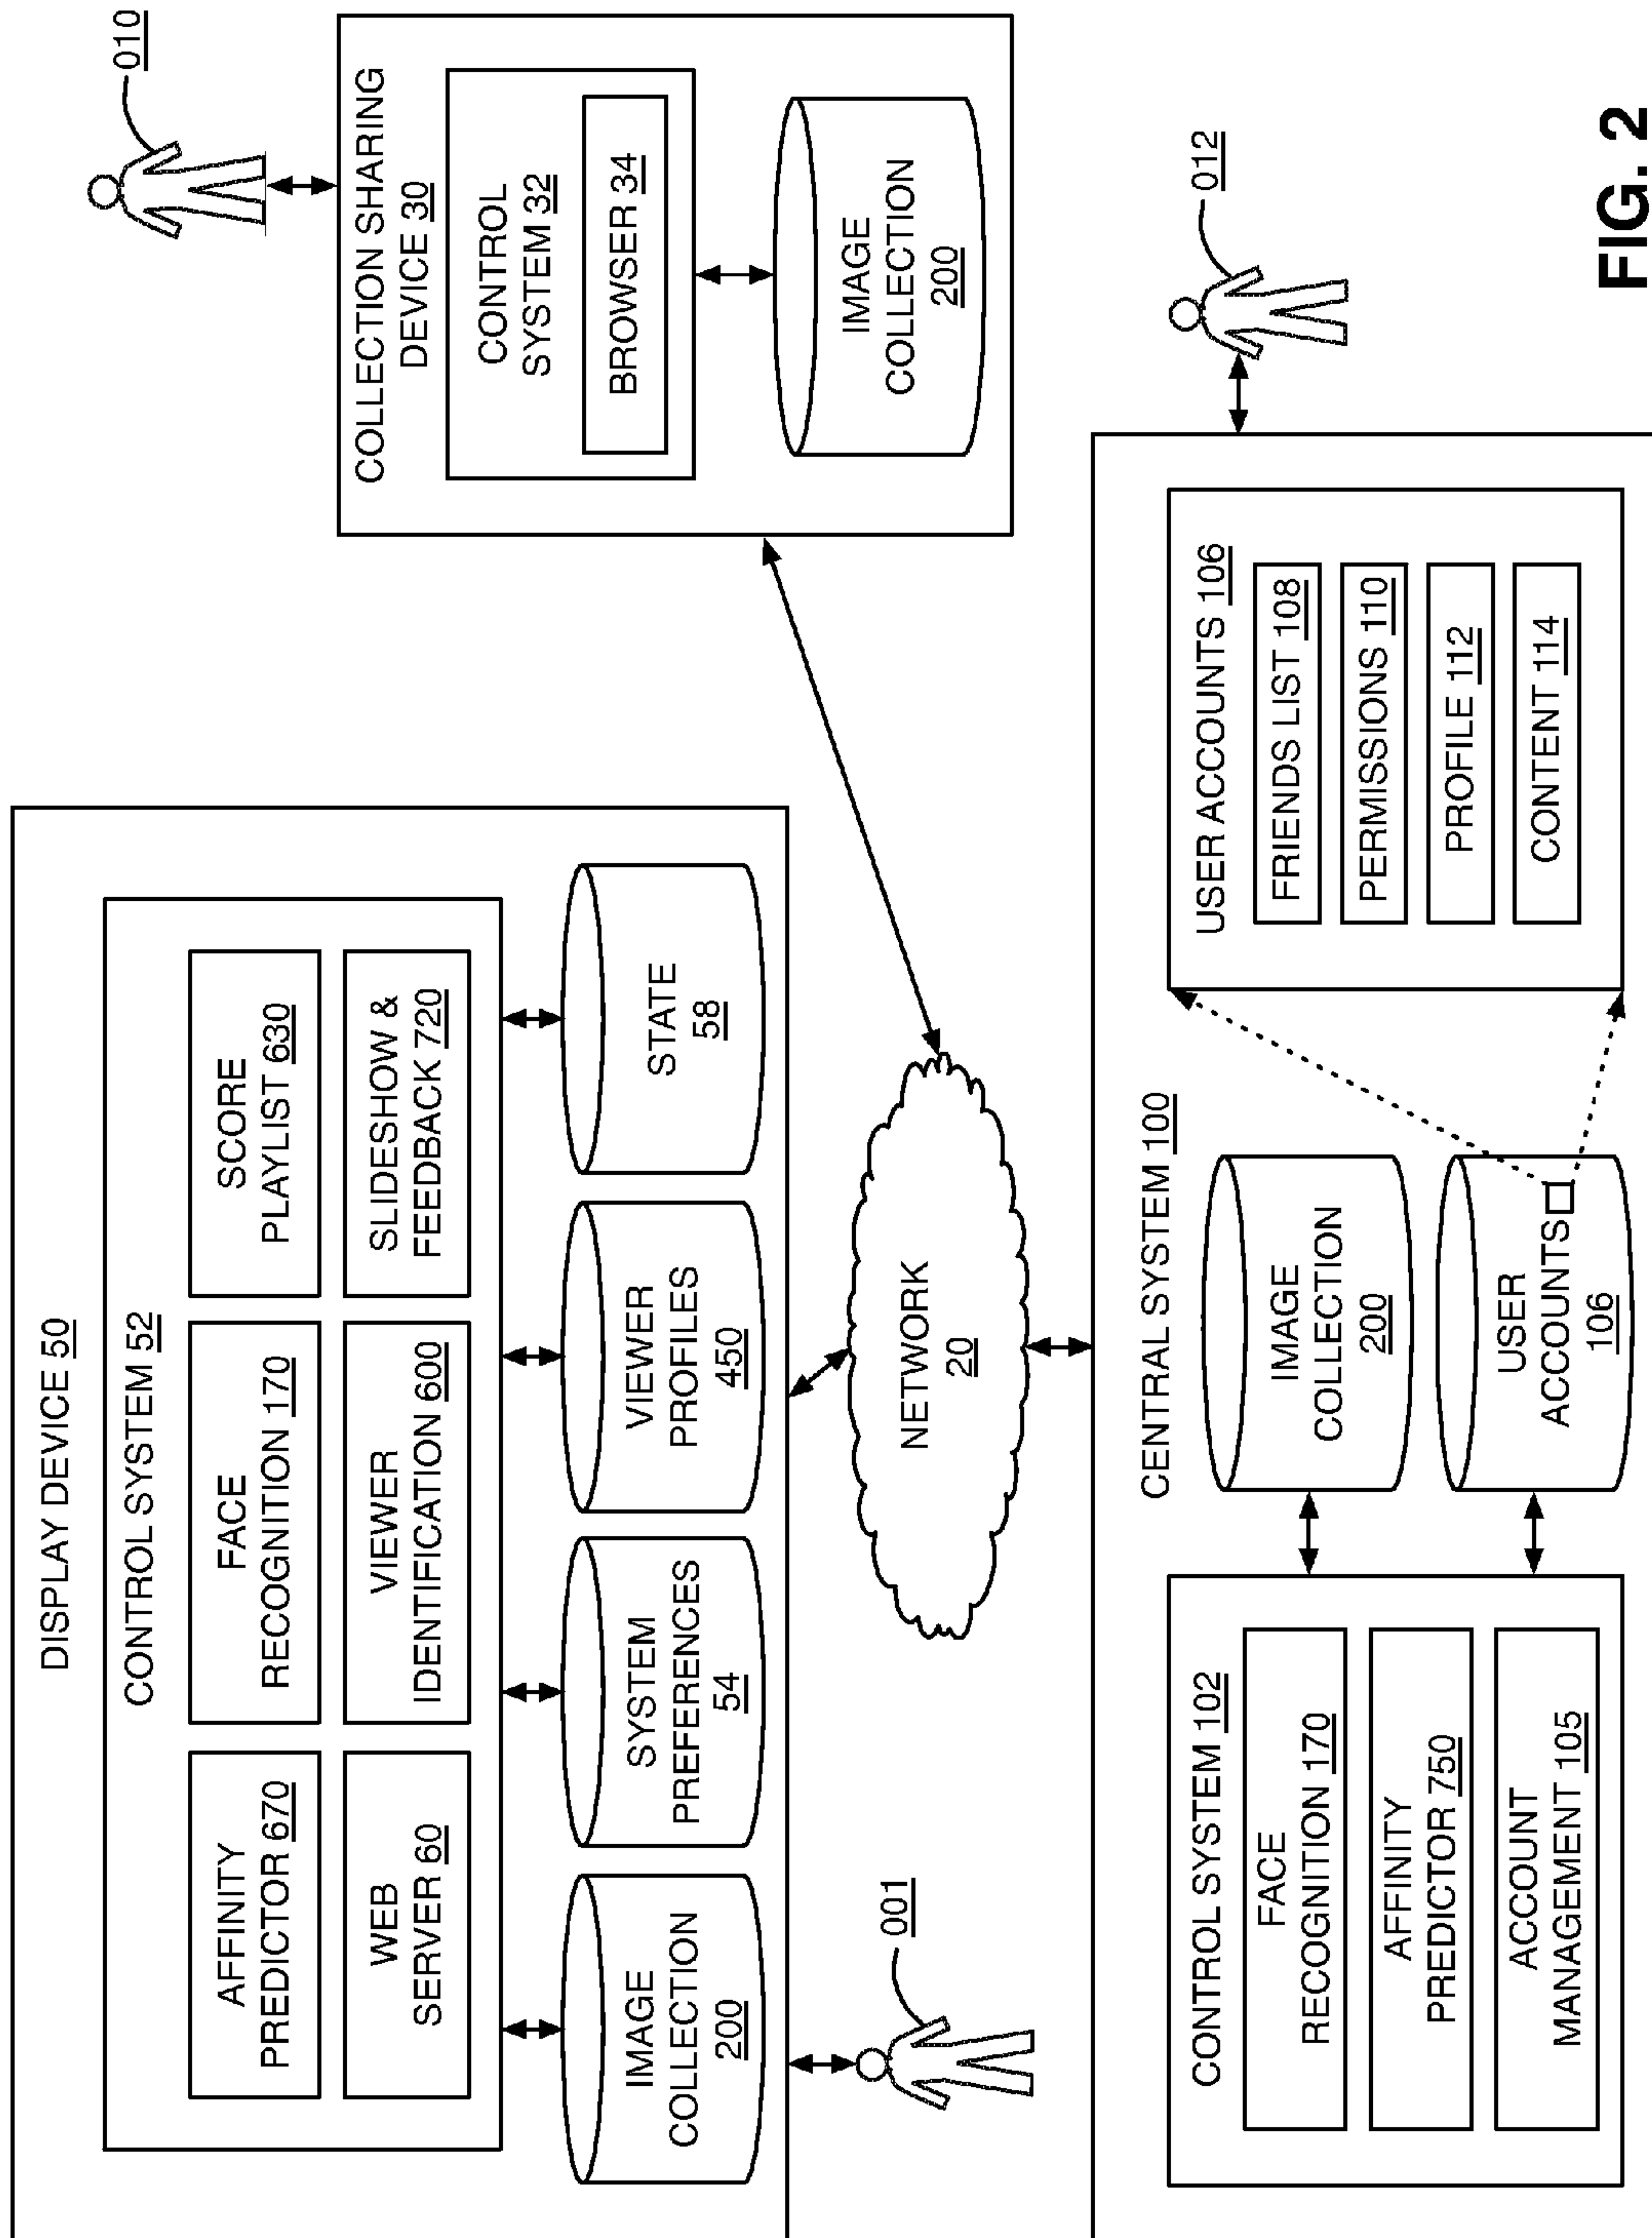 DISPLAY DEVICE 50
CONTROL SYSTEM 52
AFFINITY
PREDICTOR 670
FACE
RECOGNITION 170
SCORE
PLAYLIST 630
WEB
SERVER 60
VIEWER
IDENTIFICATION 600
SLIDESHOW &
FEEDBACK 720
IMAGE
COLLECTION
200
SYSTEM
PREFERENCES
54
VIEWER
PROFILES
450
STATE
58
001
010
COLLECTION SHARING
DEVICE 30
CONTROL
SYSTEM 32
BROWSER 34
IMAGE
COLLECTION
200
NETWORK
20
CENTRAL SYSTEM 100
CONTROL SYSTEM 102
FACE
RECOGNITION 170
AFFINITY
PREDICTOR 750
ACCOUNT
MANAGEMENT 105
IMAGE
COLLECTION
200
USER
ACCOUNTS
106
USER ACCOUNTS 106
FRIENDS LIST 108
PERMISSIONS 110
PROFILE 112
CONTENT 114
012
FIG. 2